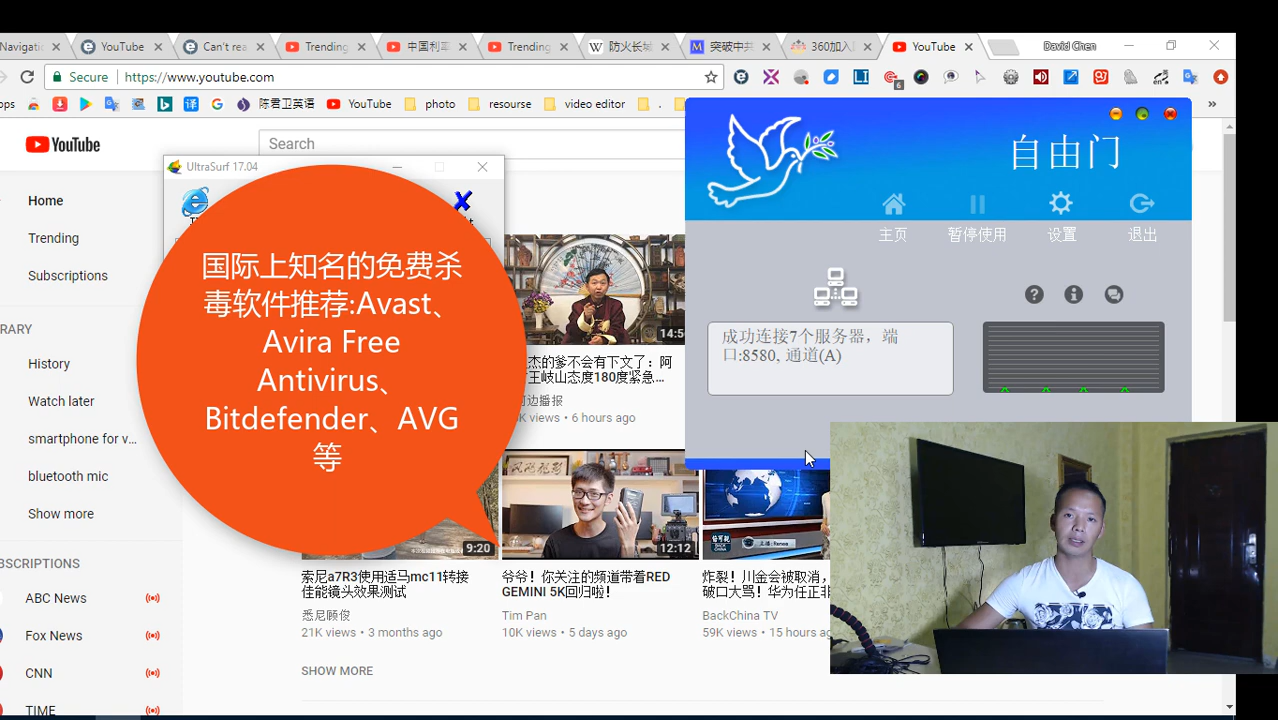 Navigati
YouTube
Can't rea
Trending
中国利率
Trending
防火长城
突破中共
360加入
YouTube
David Chen
Secure
https://www.youtube.com
pps
陈君卫英语
YouTube
photo
resourse
video editor
.
»
YouTube
Search
Home
Trending
Subscriptions
RARY
History
Watch later
smartphone for v...
bluetooth mic
Show more
BSCRIPTIONS
ABC News
Fox News
CNN
TIME
UltraSurf 17.04
国际上知名的免费杀
毒软件推荐:Avast、
Avira Free
Antivirus、
Bitdefender、AVG
等
自由门
主页
暂停使用
设置
退出
成功连接7个服务器，端
口:8580, 通道(A)
14:5
杰的爹不会有下文了：阿
王岐山态度180度紧急...
河边播报
K views • 6 hours ago
9:20
索尼a7R3使用适马mc11转接
佳能镜头效果测试
悉尼顾俊
21K views • 3 months ago
12:12
爷爷！你关注的频道带着RED
GEMINI 5K回归啦！
Tim Pan
10K views • 5 days ago
炸裂！川金会被取消，
破口大骂！华为任正非
BackChina TV
59K views • 15 hours ag
SHOW MORE